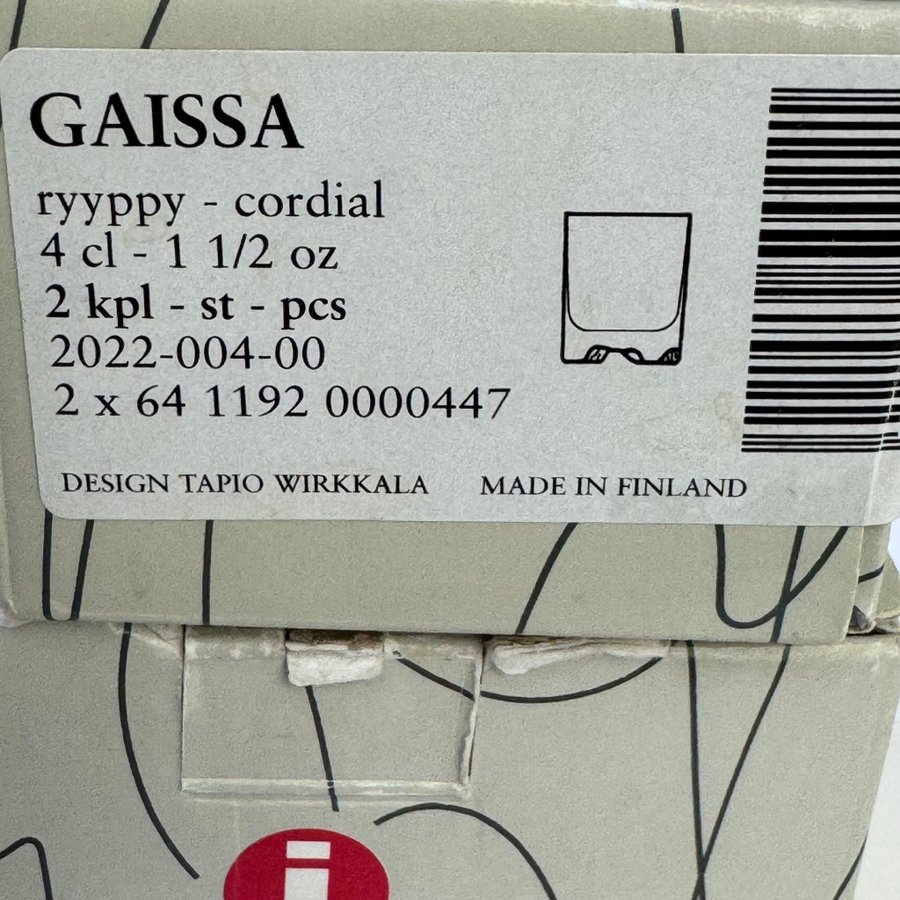 GAISSA
ryyppy - cordial
4 cl - 1 1/2 oz
2 kpl - st - pcs
2022-004-00
2 x 64 1192 0000447
DESIGN TAPIO WIRKKALA MADE IN FINLAND
i